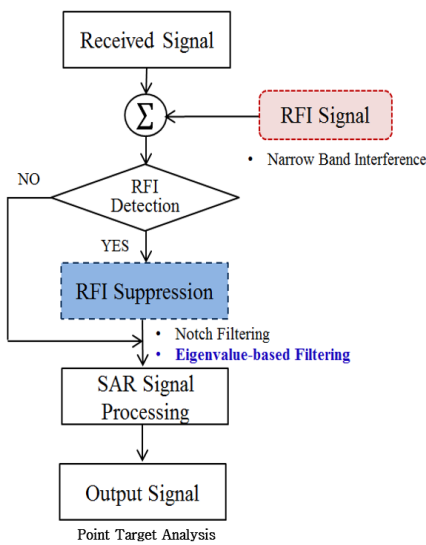 Received Signal
Σ
RFI Signal
• Narrow Band Interference
NO
RFI
Detection
YES
RFI Suppression
• Notch Filtering
• Eigenvalue-based Filtering
SAR Signal
Processing
Output Signal
Point Target Analysis